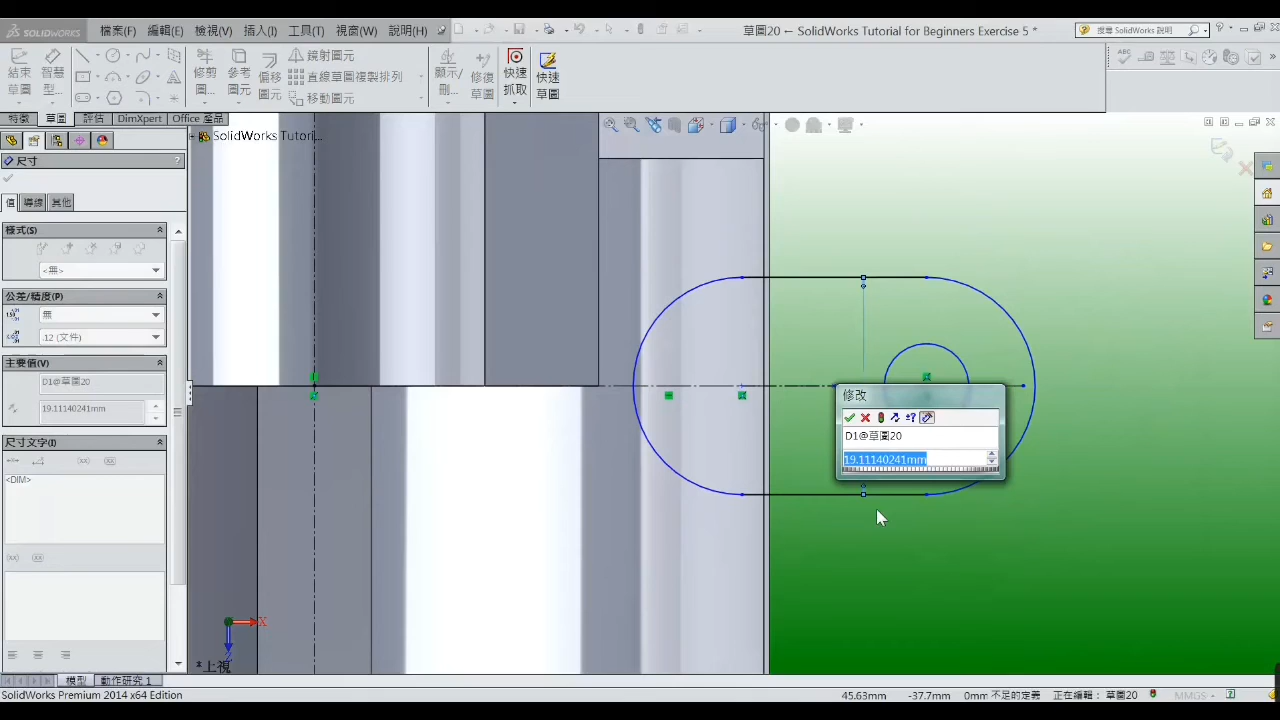 SOLIDWORKS 檔案(F) 編輯(E) 檢視(V) 插入(I) 工具(T) 視窗(W) 說明(H) 草圖20 ← SolidWorks Tutorial for Beginners Exercise 5 * 搜尋 SolidWorks 說明
結束草圖 智慧型... 修剪圖... 參考圖元 偏移圖元 鏡射圖元 直線草圖複製排列 移動圖元 顯示/刪... 修復草圖 快速抓取 快速草圖
特徵 草圖 評估 DimXpert Office 產品
SolidWorks Tutori...
尺寸 ?
值 導線 其他
樣式(S)
<無>
公差/精度(P)
無
.12 (文件)
主要值(V)
D1@草圖20
19.11140241mm
尺寸文字(I)
<DIM>
修改
D1@草圖20
19.11140241mm
X
Z
*上視
模型 動作研究 1
SolidWorks Premium 2014 x64 Edition 45.63mm -37.7mm 0mm 不足的定義 正在編輯: 草圖20 MMGS